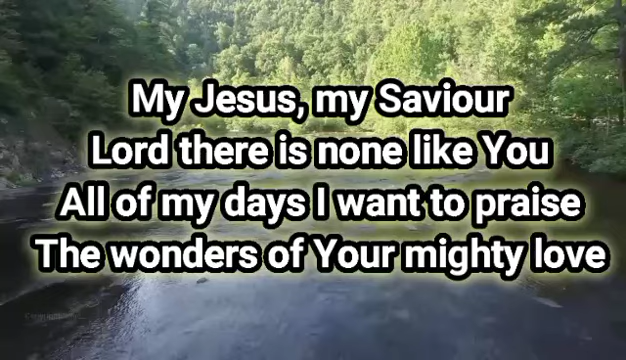 My Jesus, my Saviour
Lord there is none like You
All of my days I want to praise
The wonders of Your mighty love